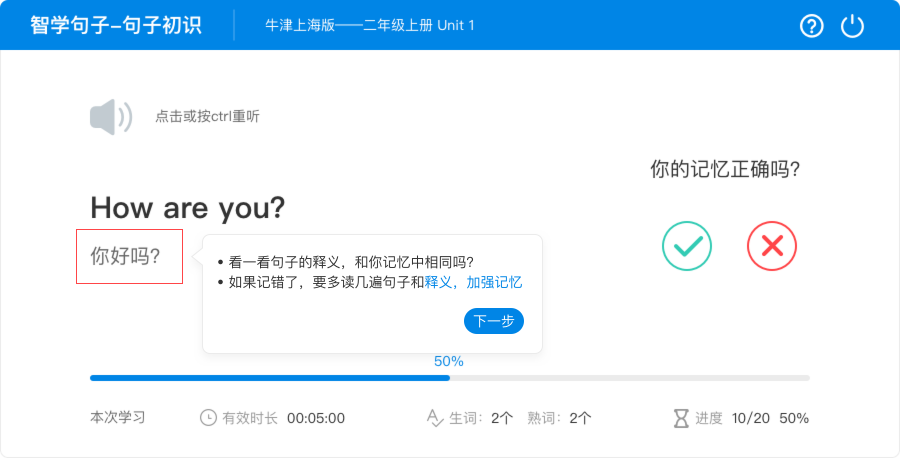 智学句子-句子初识
牛津上海版——二年级上册 Unit 1
点击或按ctrl重听
你的记忆正确吗?
How are you?
你好吗?
• 看一看句子的释义，和你记忆中相同吗?
• 如果记错了，要多读几遍句子和释义，加强记忆
下一步
50%
本次学习 有效时长 00:05:00 生词: 2个 熟词: 2个 进度 10/20 50%